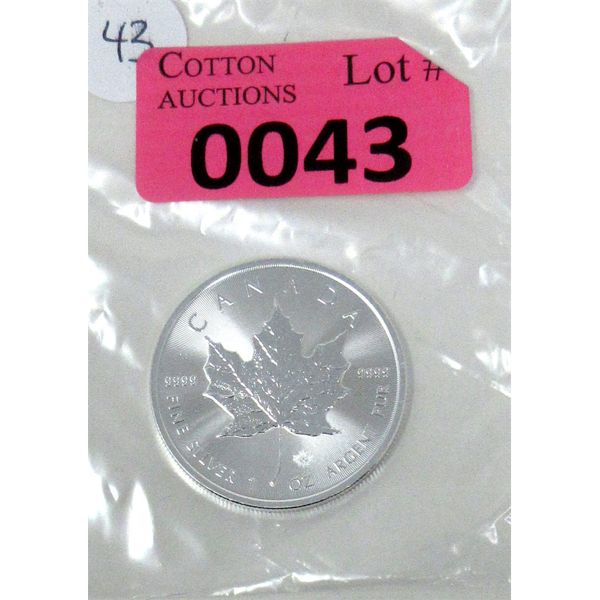 43
COTTON Lot #
AUCTIONS
0043
CANADA
9999 9999
FINE SILVER 1 OZ ARGENT PUR